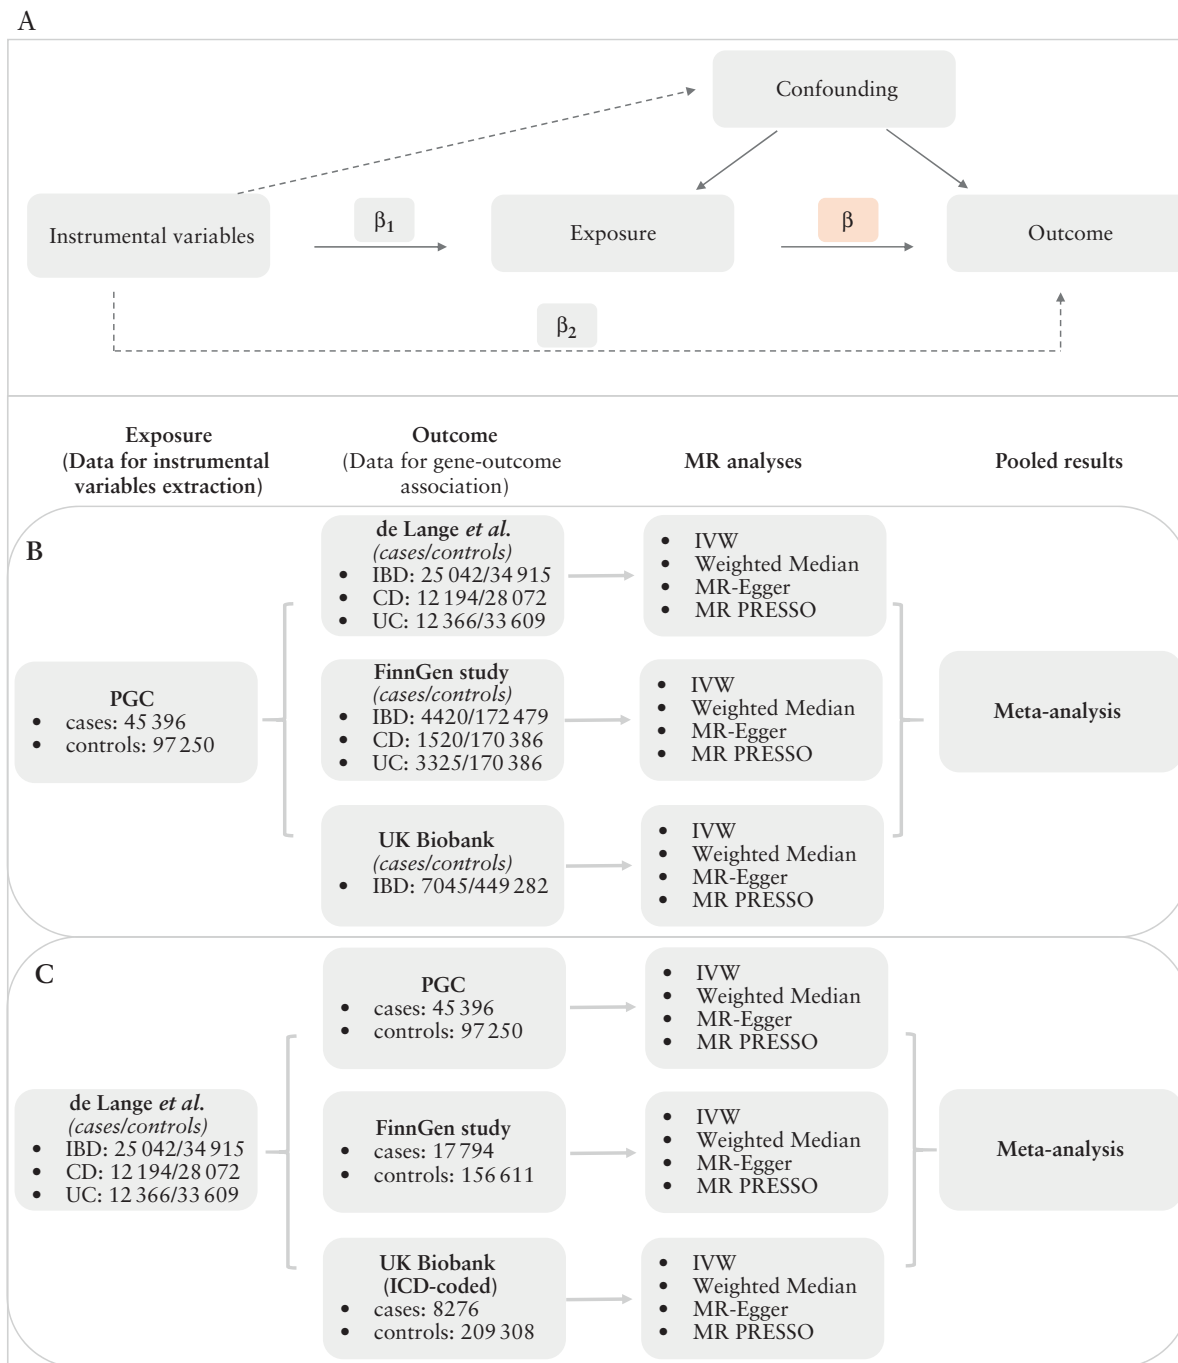 A
Confounding
Instrumental variables
β1
Exposure
β
Outcome
β2
Exposure
(Data for instrumental
variables extraction)
Outcome
(Data for gene-outcome
association)
MR analyses
Pooled results
B
PGC
• cases: 45 396
• controls: 97 250
de Lange et al.
(cases/controls)
• IBD: 25 042/34 915
• CD: 12 194/28 072
• UC: 12 366/33 609
• IVW
• Weighted Median
• MR-Egger
• MR PRESSO
FinnGen study
(cases/controls)
• IBD: 4420/172 479
• CD: 1520/170 386
• UC: 3325/170 386
• IVW
• Weighted Median
• MR-Egger
• MR PRESSO
UK Biobank
(cases/controls)
• IBD: 7045/449 282
• IVW
• Weighted Median
• MR-Egger
• MR PRESSO
Meta-analysis
C
de Lange et al.
(cases/controls)
• IBD: 25 042/34 915
• CD: 12 194/28 072
• UC: 12 366/33 609
PGC
• cases: 45 396
• controls: 97 250
• IVW
• Weighted Median
• MR-Egger
• MR PRESSO
FinnGen study
• cases: 17 794
• controls: 156 611
• IVW
• Weighted Median
• MR-Egger
• MR PRESSO
UK Biobank
(ICD-coded)
• cases: 8276
• controls: 209 308
• IVW
• Weighted Median
• MR-Egger
• MR PRESSO
Meta-analysis